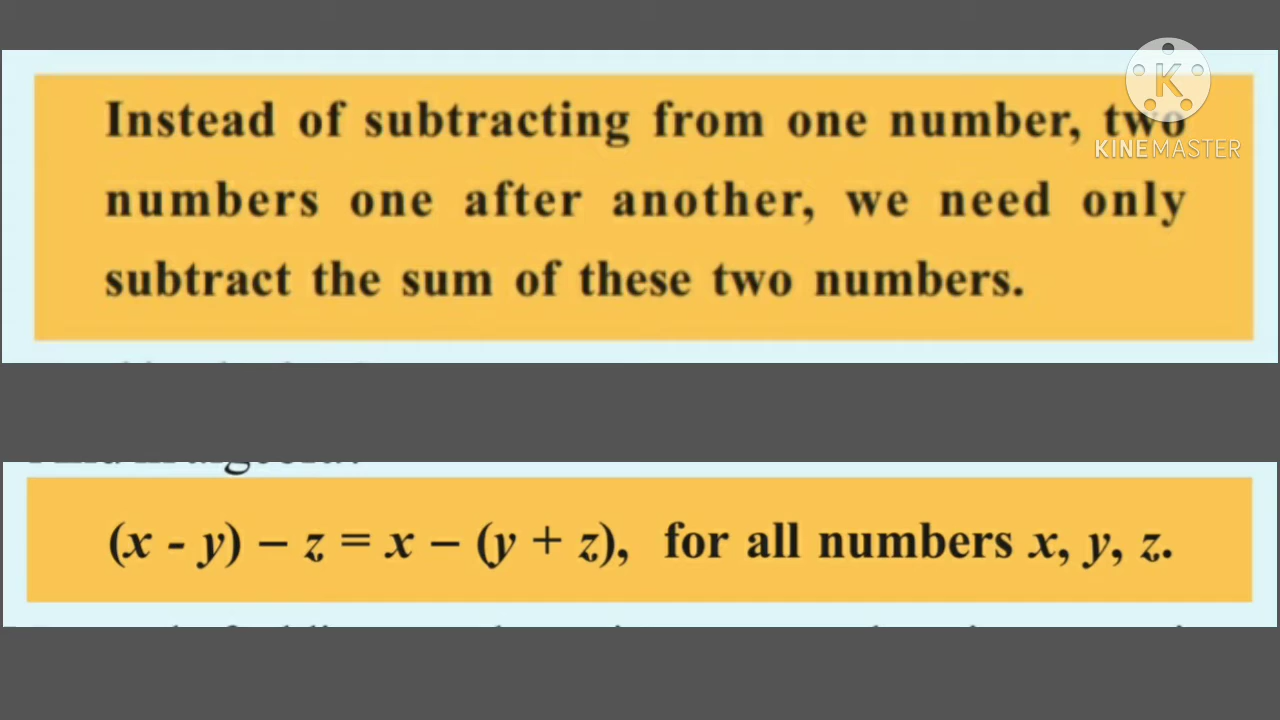 Instead of subtracting from one number, two
KINEMASTER
numbers one after another, we need only
subtract the sum of these two numbers.
(x - y) – z = x – (y + z), for all numbers x, y, z.